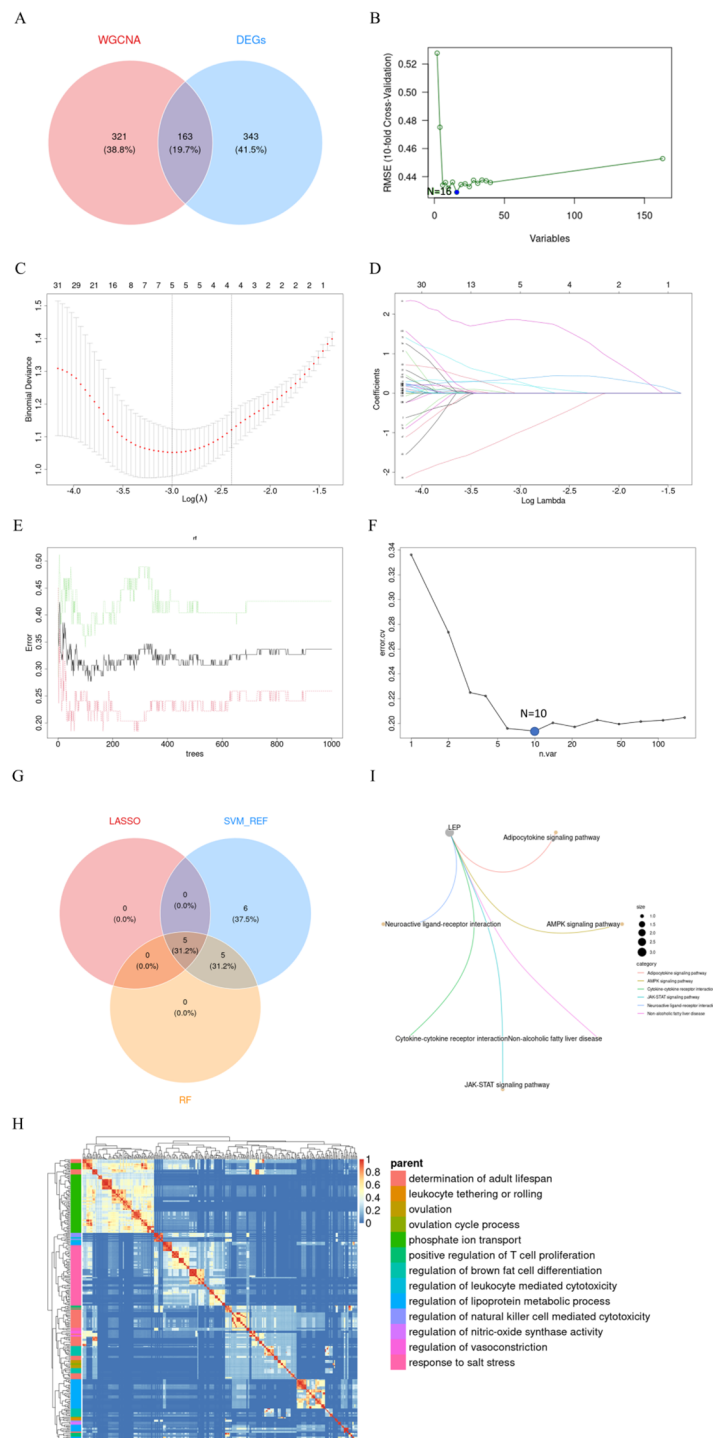 A
WGCNA
DEGs
321
(38.8%)
163
(19.7%)
343
(41.5%)
B
RMSE (10-fold Cross-Validation)
0.52
0.50
0.48
0.46
0.44
N=16
0
50
100
150
Variables
C
31 29 21 16 8 7 7 5 5 5 4 4 3 2 2 2 2 1
Binomial Deviance
1.5
1.4
1.3
1.2
1.1
1.0
-4.0 -3.5 -3.0 -2.5 -2.0 -1.5
Log(λ)
D
30 13 5 4 2 1
Coefficients
2
1
0
-1
-2
-4.0 -3.5 -3.0 -2.5 -2.0 -1.5
Log Lambda
E
rf
Error
0.50
0.45
0.40
0.35
0.30
0.25
0.20
0 200 400 600 800 1000
trees
F
error.cv
0.34
0.32
0.30
0.28
0.26
0.24
0.22
0.20
N=10
1 2 5 10 20 50 100
n.var
G
LASSO
SVM_REF
0
(0.0%)
0
(0.0%)
6
(37.5%)
5
(31.2%)
0
(0.0%)
5
(31.2%)
0
(0.0%)
RF
I
LEP
Adipocytokine signaling pathway
Neuroactive ligand-receptor interaction
AMPK signaling pathway
Cytokine-cytokine receptor interaction
Non-alcoholic fatty liver disease
JAK-STAT signaling pathway
size
1.0
1.5
2.0
2.5
3.0
category
Adipocytokine signaling pathway
AMPK signaling pathway
Cytokine-cytokine receptor interaction
JAK-STAT signaling pathway
Neuroactive ligand-receptor interaction
Non-alcoholic fatty liver disease
H
1
0.8
0.6
0.4
0.2
0
parent
determination of adult lifespan
leukocyte tethering or rolling
ovulation
ovulation cycle process
phosphate ion transport
positive regulation of T cell proliferation
regulation of brown fat cell differentiation
regulation of leukocyte mediated cytotoxicity
regulation of lipoprotein metabolic process
regulation of natural killer cell mediated cytotoxicity
regulation of nitric-oxide synthase activity
regulation of vasoconstriction
response to salt stress